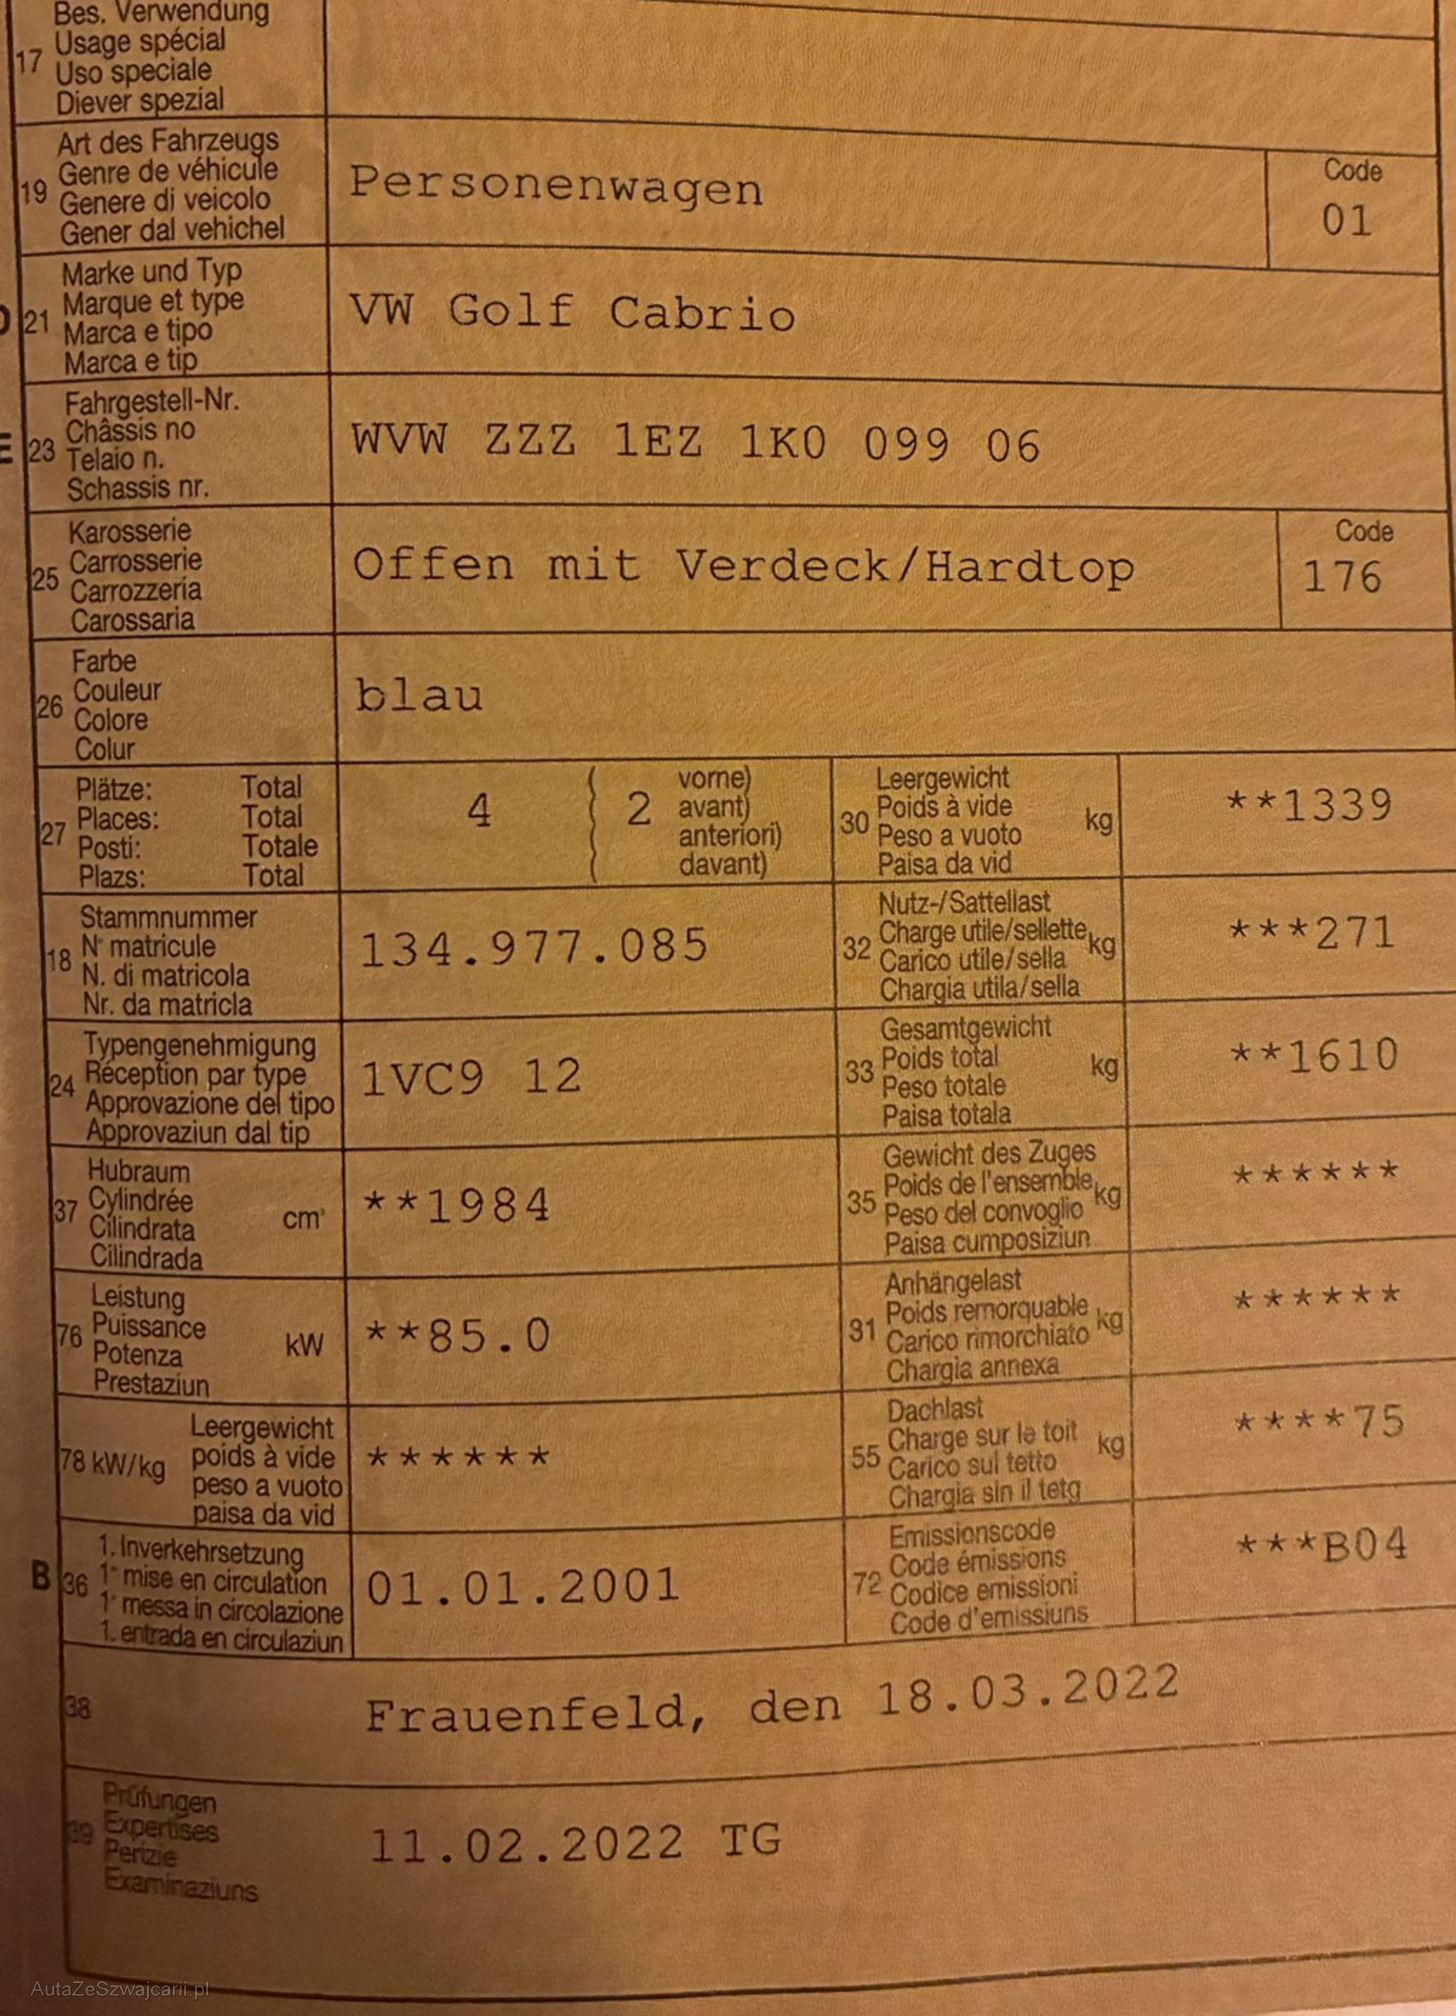 Bes. Verwendung
17 Usage spécial
Uso speciale
Diever spezial
Art des Fahrzeugs
19 Genre de véhicule
Genere di veicolo
Gener dal vehichel
Personenwagen
Code
01
Marke und Typ
21 Marque et type
Marca e tipo
Marca e tip
VW Golf Cabrio
E
Fahrgestell-Nr.
23 Châssis no
Telaio n.
Schassis nr.
WVW ZZZ 1EZ 1K0 099 06
Karosserie
25 Carrosserie
Carrozzeria
Carossaria
Offen mit Verdeck/Hardtop
Code
176
Farbe
26 Couleur
Colore
Colur
blau
Plätze: Total
27 Places: Total
Posti: Totale
Plazs: Total
4 ( 2 vorne)
avant)
anteriori)
davant)
Leergewicht
30 Poids à vide kg
Peso a vuoto
Paisa da vid
**1339
Stammnummer
18 N° matricule
N. di matricola
Nr. da matricla
134.977.085
Nutz-/Sattellast
32 Charge utile/sellette kg
Carico utile/sella
Chargia utila/sella
***271
Typengenehmigung
24 Réception par type
Approvazione del tipo
Approvaziun dal tip
1VC9 12
Gesamtgewicht
33 Poids total kg
Peso totale
Paisa totala
**1610
Hubraum
37 Cylindrée cm³
Cilindrata
Cilindrada
**1984
Gewicht des Zuges
35 Poids de l'ensemble kg
Peso del convoglio
Paisa cumposiziun
******
Leistung
76 Puissance kW
Potenza
Prestaziun
**85.0
Anhängelast
31 Poids remorquable kg
Carico rimorchiato
Chargia annexa
******
Leergewicht
78 kW/kg poids à vide
peso a vuoto
paisa da vid
******
Dachlast
55 Charge sur le toit kg
Carico sul tetto
Chargia sin il tetg
****75
1. Inverkehrsetzung
B 36 1re mise en circulation
1a messa in circolazione
1. entrada en circulaziun
01.01.2001
Emissionscode
72 Code émissions
Codice emissioni
Code d'emissiuns
***B04
38
Frauenfeld, den 18.03.2022
Prüfungen
39 Expertises
Perizie
Examinaziuns
11.02.2022 TG
AutaZeSzwajcarii.pl